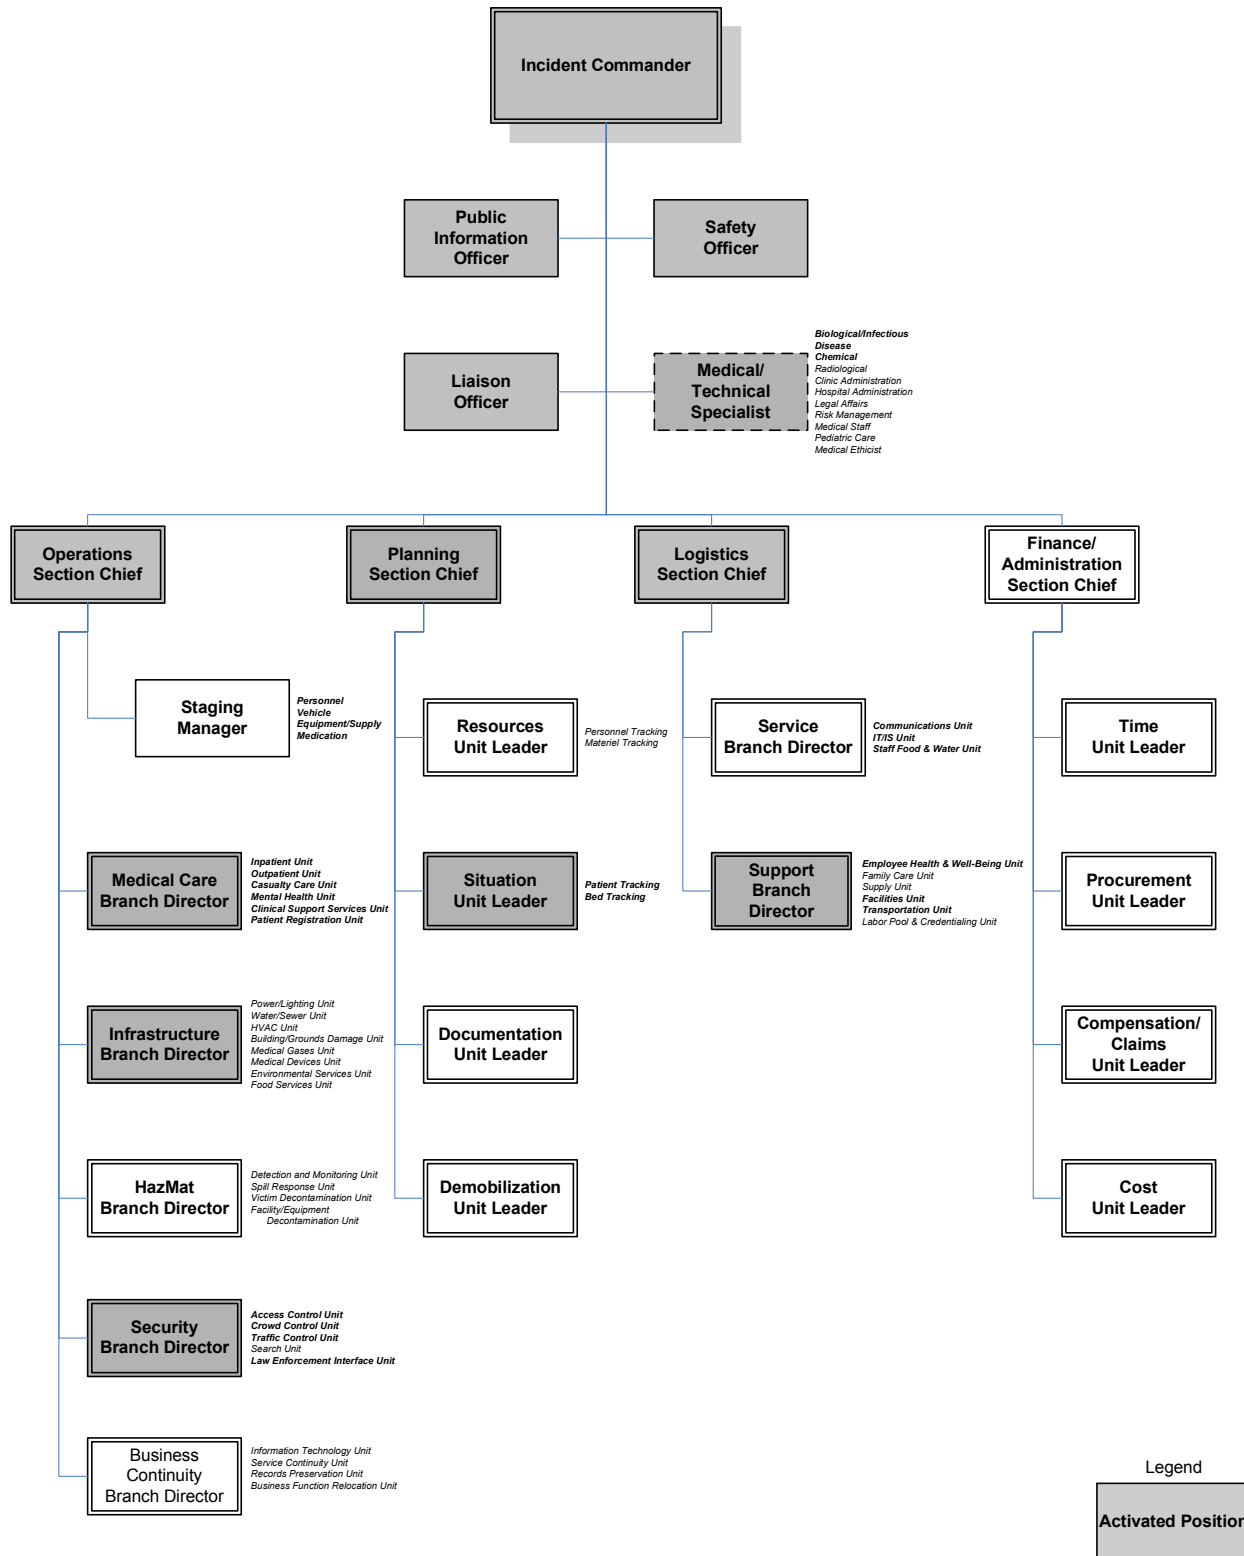 Incident Commander
Public
Information
Officer
Safety
Officer
Liaison
Officer
Medical/
Technical
Specialist
Biological/Infectious
Disease
Chemical
Radiological
Clinic Administration
Hospital Administration
Legal Affairs
Risk Management
Medical Staff
Pediatric Care
Medical Ethicist
Operations
Section Chief
Planning
Section Chief
Logistics
Section Chief
Finance/
Administration
Section Chief
Staging
Manager
Personnel
Vehicle
Equipment/Supply
Medication
Resources
Unit Leader
Personnel Tracking
Materiel Tracking
Service
Branch Director
Communications Unit
IT/IS Unit
Staff Food & Water Unit
Time
Unit Leader
Medical Care
Branch Director
Inpatient Unit
Outpatient Unit
Casualty Care Unit
Mental Health Unit
Clinical Support Services Unit
Patient Registration Unit
Situation
Unit Leader
Patient Tracking
Bed Tracking
Support
Branch
Director
Employee Health & Well-Being Unit
Family Care Unit
Supply Unit
Facilities Unit
Transportation Unit
Labor Pool & Credentialing Unit
Procurement
Unit Leader
Infrastructure
Branch Director
Power/Lighting Unit
Water/Sewer Unit
HVAC Unit
Building/Grounds Damage Unit
Medical Gases Unit
Medical Devices Unit
Environmental Services Unit
Food Services Unit
Documentation
Unit Leader
Compensation/
Claims
Unit Leader
HazMat
Branch Director
Detection and Monitoring Unit
Spill Response Unit
Victim Decontamination Unit
Facility/Equipment
Decontamination Unit
Demobilization
Unit Leader
Cost
Unit Leader
Security
Branch Director
Access Control Unit
Crowd Control Unit
Traffic Control Unit
Search Unit
Law Enforcement Interface Unit
Business
Continuity
Branch Director
Information Technology Unit
Service Continuity Unit
Records Preservation Unit
Business Function Relocation Unit
Legend
Activated Position